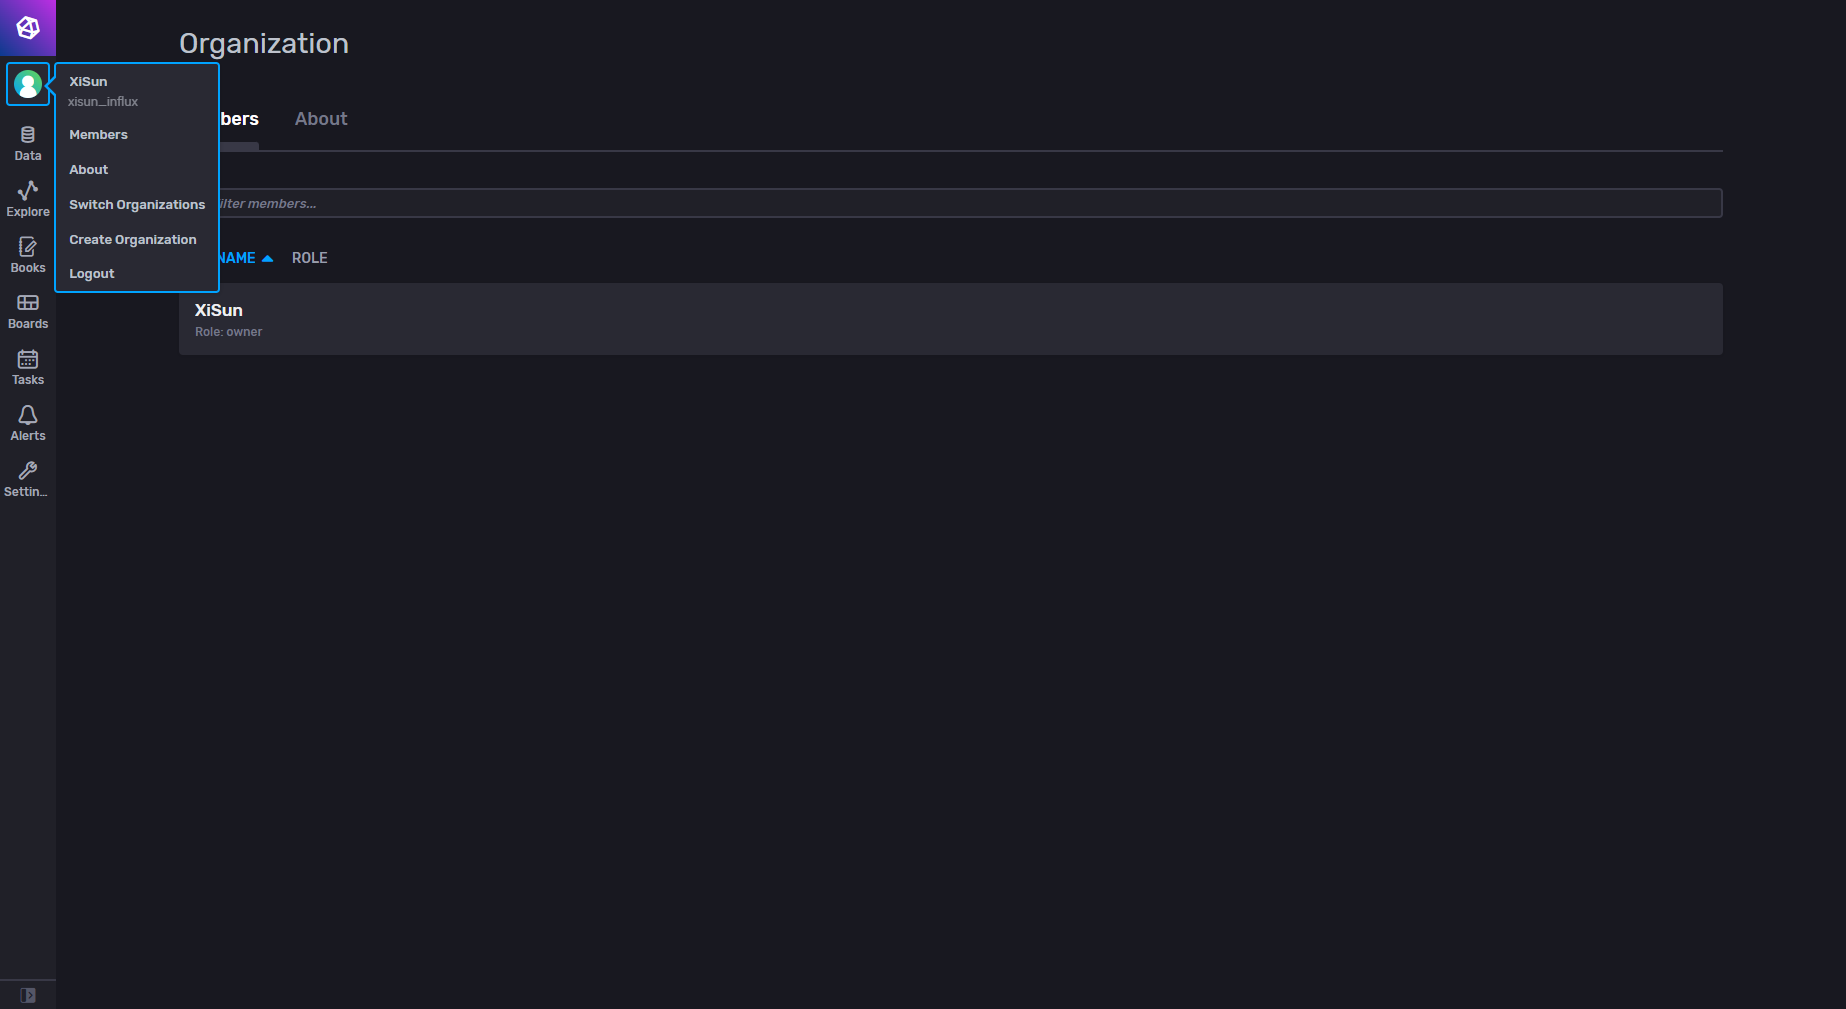 Organization
XiSun
xisun_influx
Members
About
Switch Organizations
Create Organization
Logout
Data
Explore
Books
Boards
Tasks
Alerts
Settin...
bers
About
ilter members...
NAME
ROLE
XiSun
Role: owner